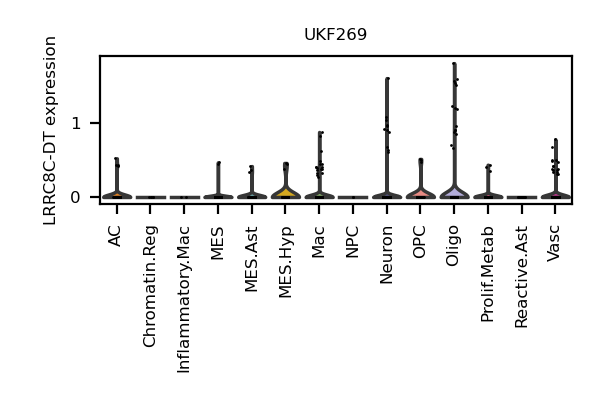 UKF269
LRRC8C-DT expression
1
0
AC
Chromatin.Reg
Inflammatory.Mac
MES
MES.Ast
MES.Hyp
Mac
NPC
Neuron
OPC
Oligo
Prolif.Metab
Reactive.Ast
Vasc